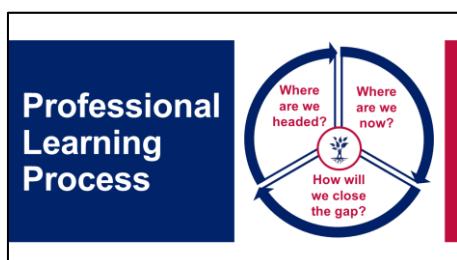 Professional
Learning
Process
Where
are we
headed?
Where
are we
now?
How will
we close
the gap?